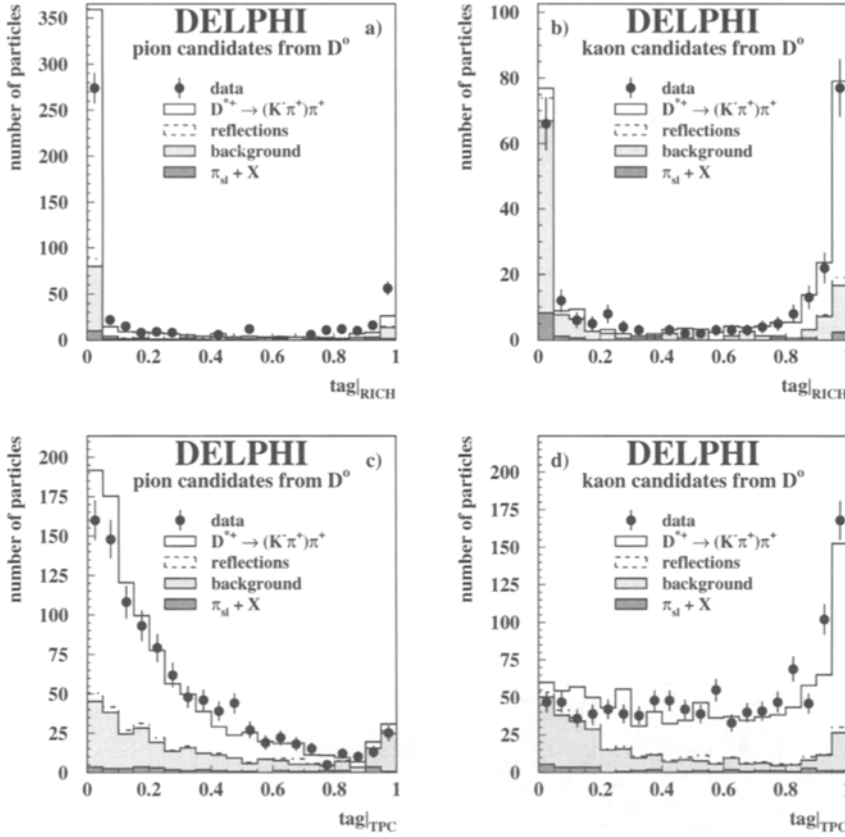 DELPHI
a)
pion candidates from D⁰
data
D*⁺ → (K⁻π⁺)π⁺
reflections
background
π_sl + X
number of particles
350
300
250
200
150
100
50
0
0 0.2 0.4 0.6 0.8 1
tag|RICH
DELPHI
b)
kaon candidates from D⁰
data
D*⁺ → (K⁻π⁺)π⁺
reflections
background
π_sl + X
number of particles
100
80
60
40
20
0
0 0.2 0.4 0.6 0.8 1
tag|RICH
DELPHI
c)
pion candidates from D⁰
data
D*⁺ → (K⁻π⁺)π⁺
reflections
background
π_sl + X
number of particles
200
175
150
125
100
75
50
25
0
0 0.2 0.4 0.6 0.8 1
tag|TPC
DELPHI
d)
kaon candidates from D⁰
data
D*⁺ → (K⁻π⁺)π⁺
reflections
background
π_sl + X
number of particles
200
175
150
125
100
75
50
25
0
0 0.2 0.4 0.6 0.8 1
tag|TPC